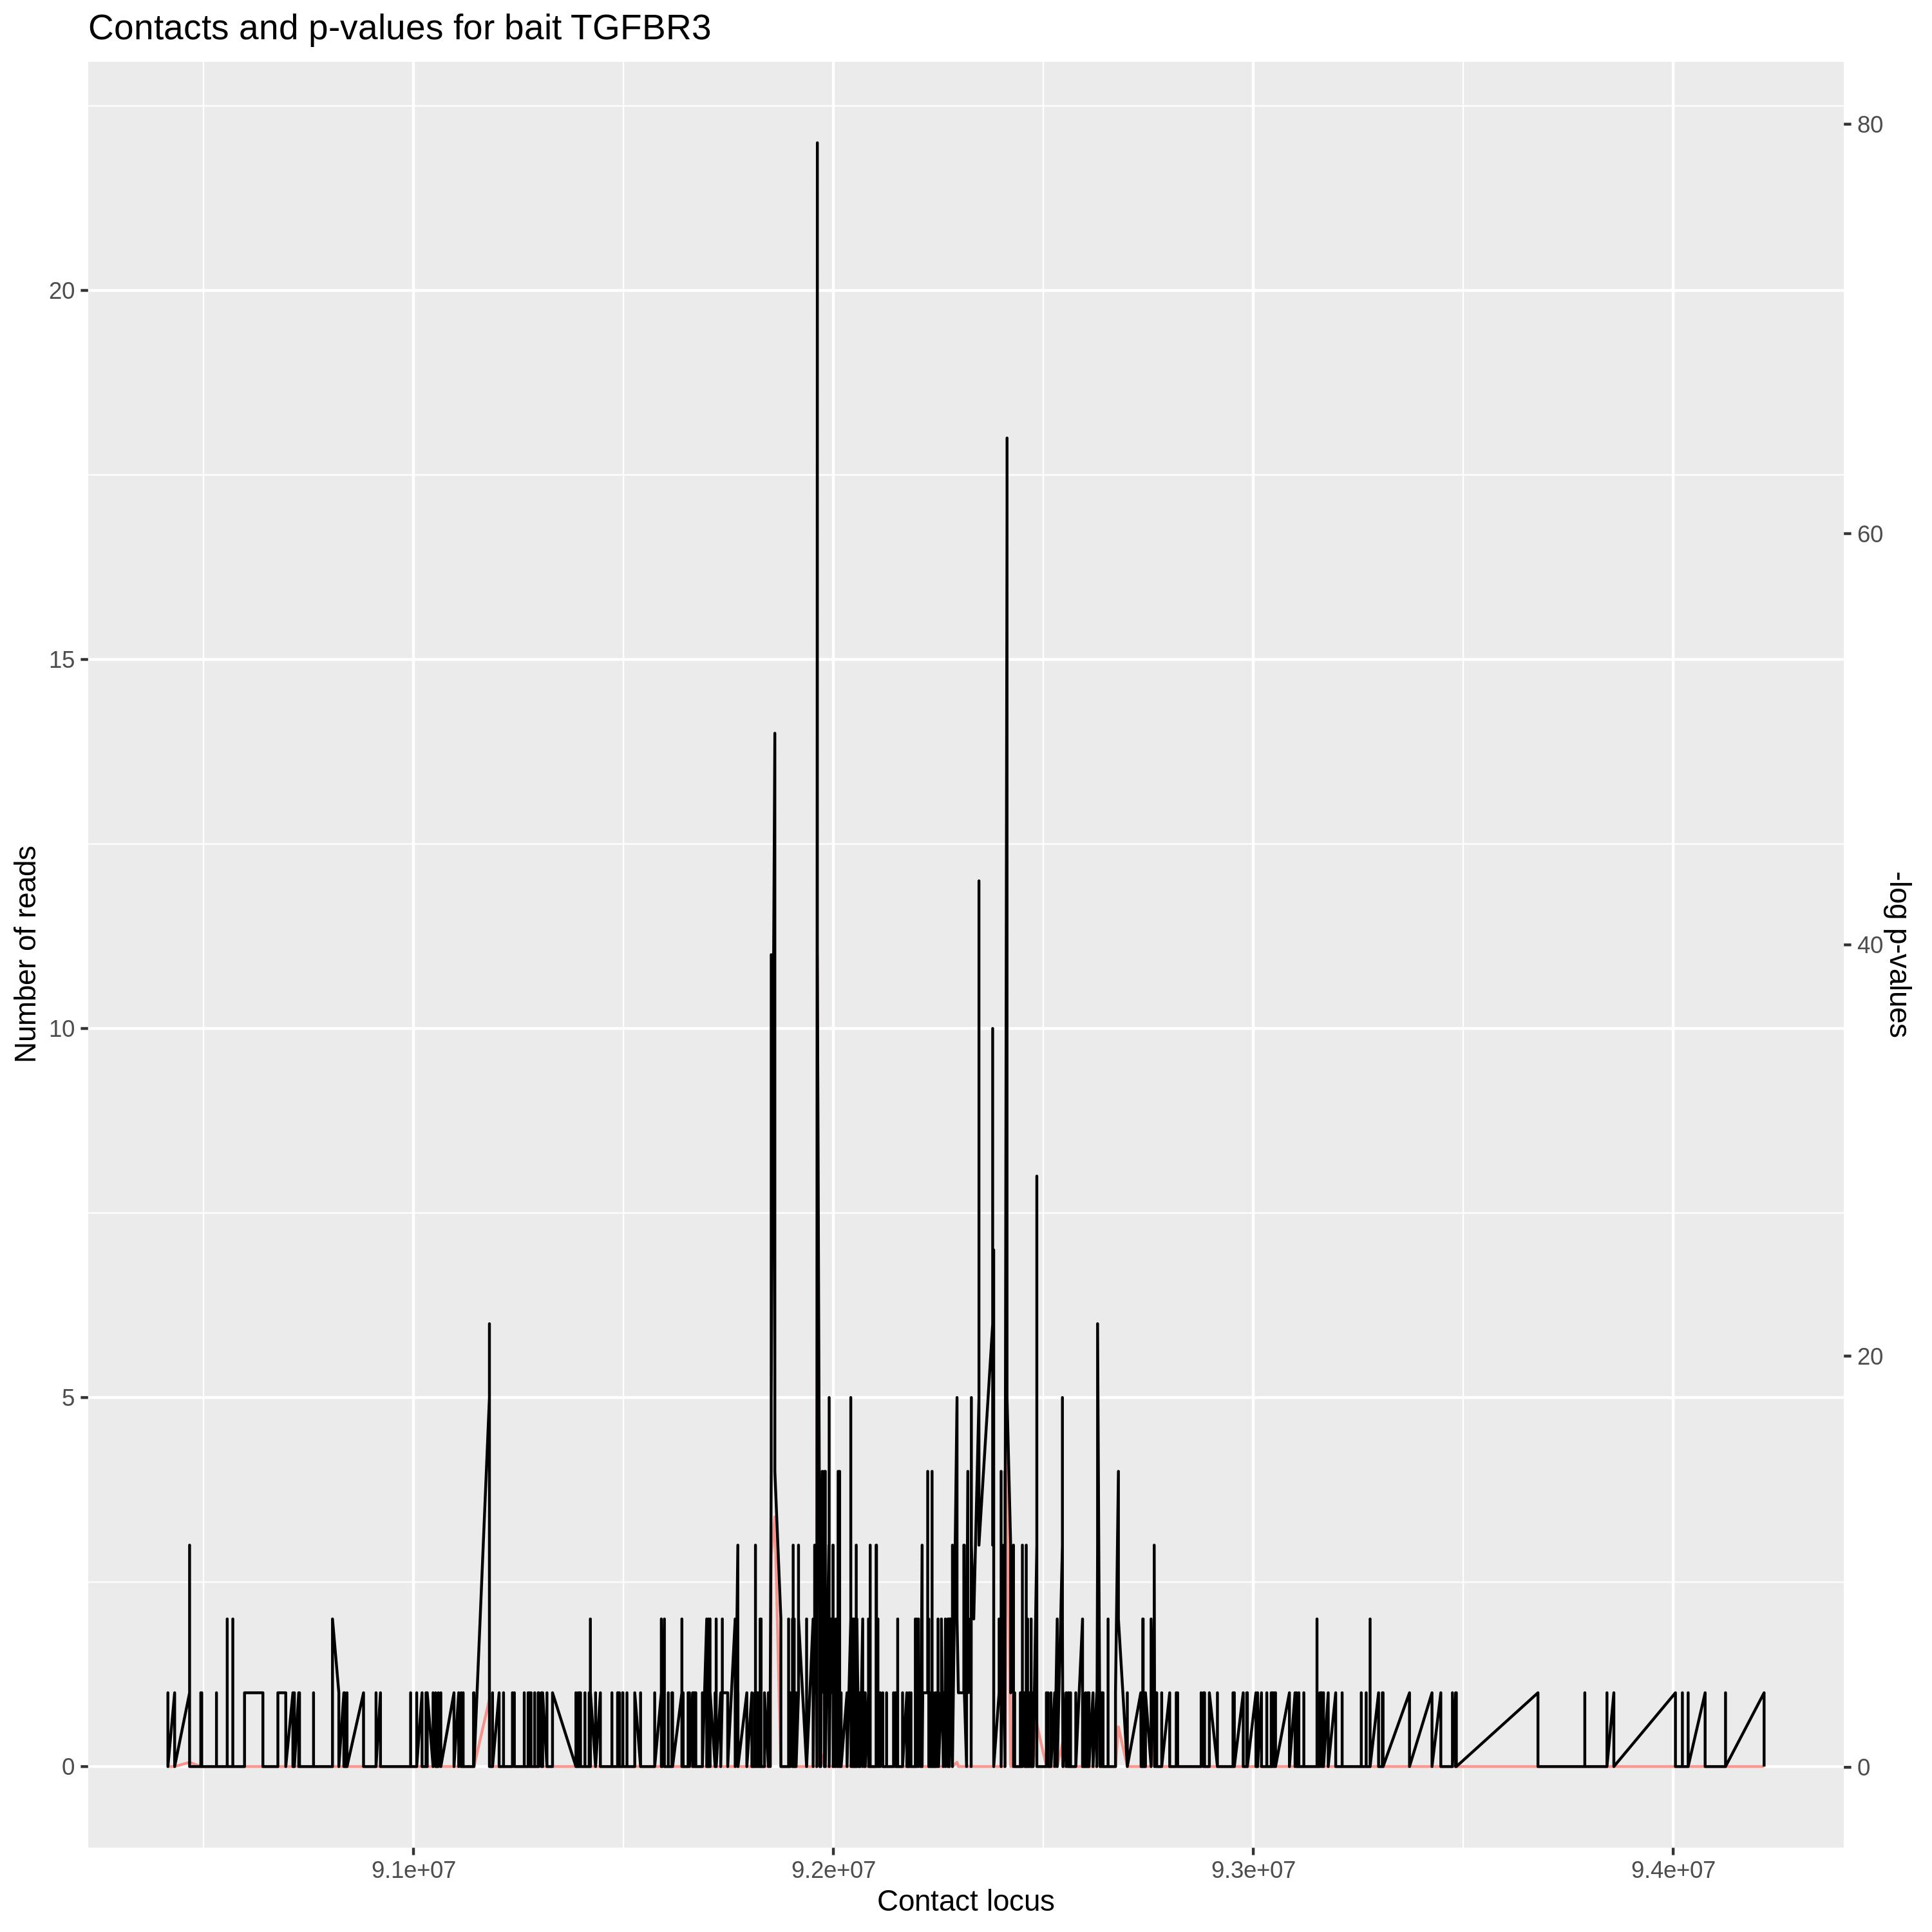 Contacts and p-values for bait TGFBR3
Number of reads
20
15
10
5
0
80
60
40
20
0
-log p-values
9.1e+07 9.2e+07 9.3e+07 9.4e+07
Contact locus